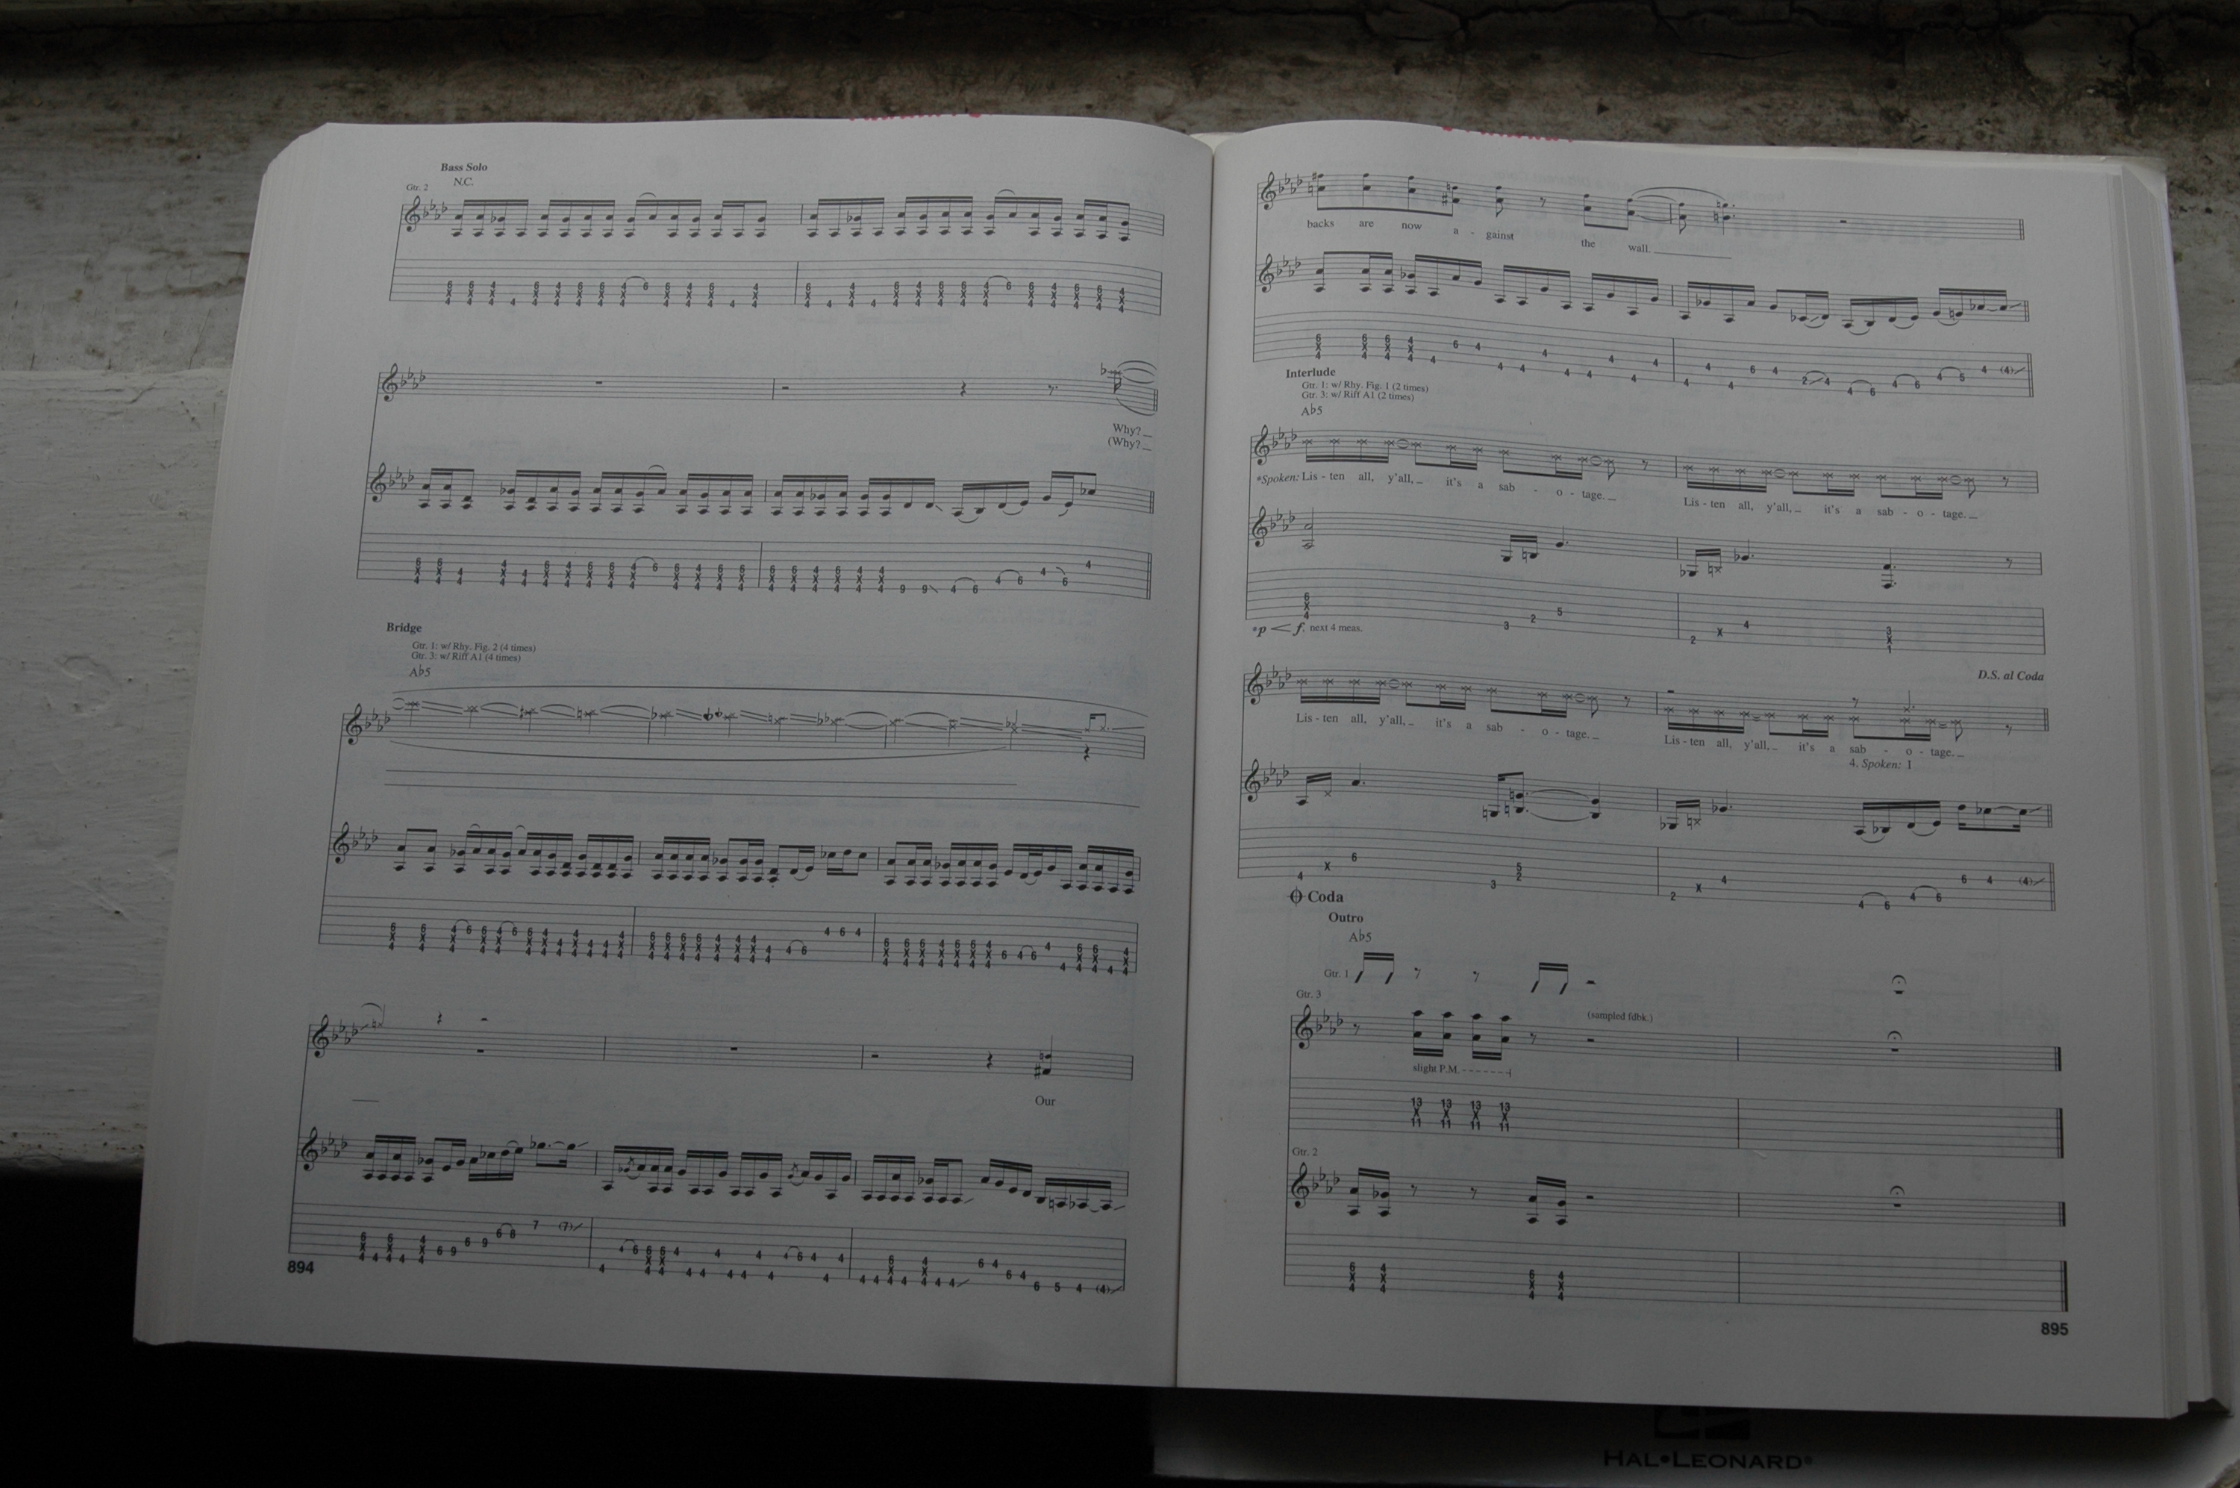 Bass Solo
N.C.
Gtr. 2
Why?
(Why?
Bridge
Gtr. 1: w/ Rhy. Fig. 2 (4 times)
Gtr. 3: w/ Riff A1 (4 times)
A♭5
Our
894
backs are now a - gainst the wall.
Interlude
Gtr. 1: w/ Rhy. Fig. 1 (2 times)
Gtr. 3: w/ Riff A1 (2 times)
A♭5
*Spoken: Lis - ten all, y'all, it's a sab - o - tage. Lis - ten all, y'all, it's a sab - o - tage.
*p < f, next 4 meas.
D.S. al Coda
Lis - ten all, y'all, it's a sab - o - tage. Lis - ten all, y'all, it's a sab - o - tage.
4. Spoken: I
Coda
Outro
A♭5
Gtr. 1
Gtr. 3
(sampled fdbk.)
slight P.M.
Gtr. 2
895
HAL•LEONARD®